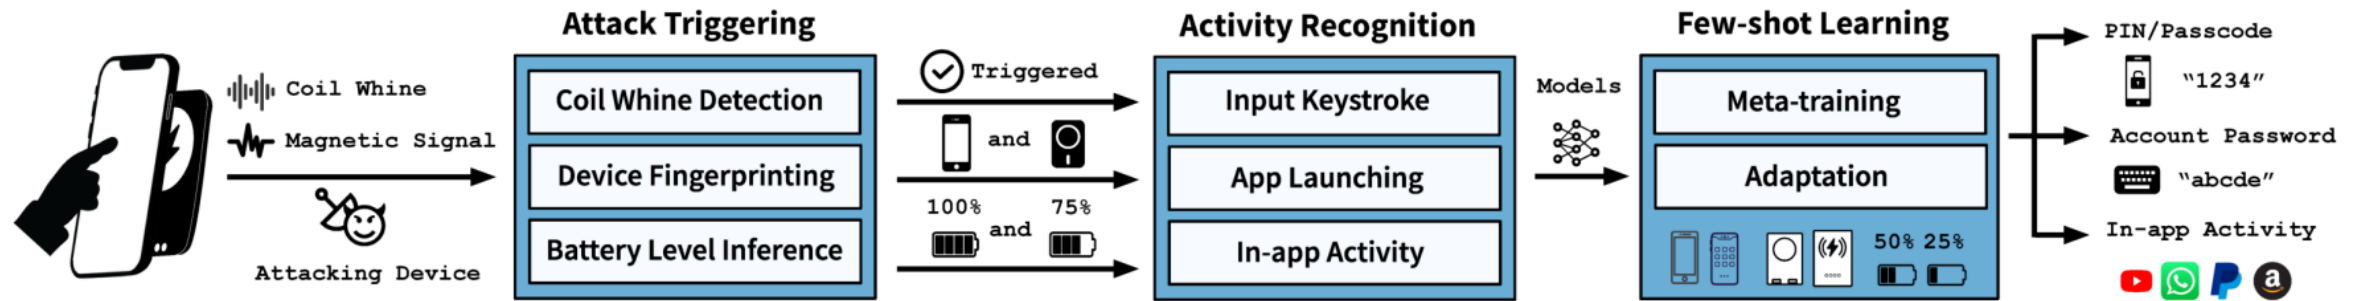 Attack Triggering
Activity Recognition
Few-shot Learning
Coil Whine
Magnetic Signal
Attacking Device
Coil Whine Detection
Device Fingerprinting
Battery Level Inference
Triggered
and
100%
75%
and
Input Keystroke
App Launching
In-app Activity
Models
Meta-training
Adaptation
50% 25%
PIN/Passcode
“1234”
Account Password
“abcde”
In-app Activity
a